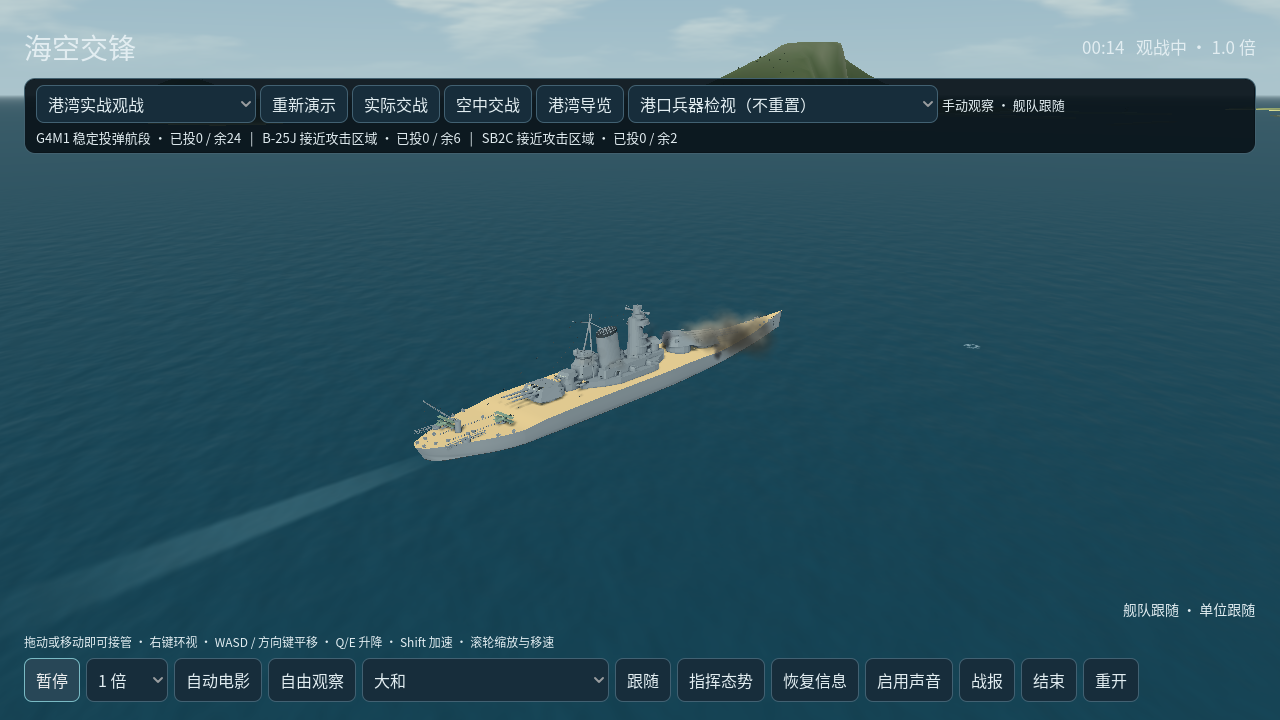 海空交锋
00:14 观战中 · 1.0 倍
港湾实战观战 重新演示 实际交战 空中交战 港湾导览 港口兵器检视（不重置） 手动观察 · 舰队跟随
G4M1 稳定投弹航段 · 已投0 / 余24 | B-25J 接近攻击区域 · 已投0 / 余6 | SB2C 接近攻击区域 · 已投0 / 余2
舰队跟随 · 单位跟随
拖动或移动即可接管 · 右键环视 · WASD / 方向键平移 · Q/E 升降 · Shift 加速 · 滚轮缩放与移速
暂停 1 倍 自动电影 自由观察 大和 跟随 指挥态势 恢复信息 启用声音 战报 结束 重开